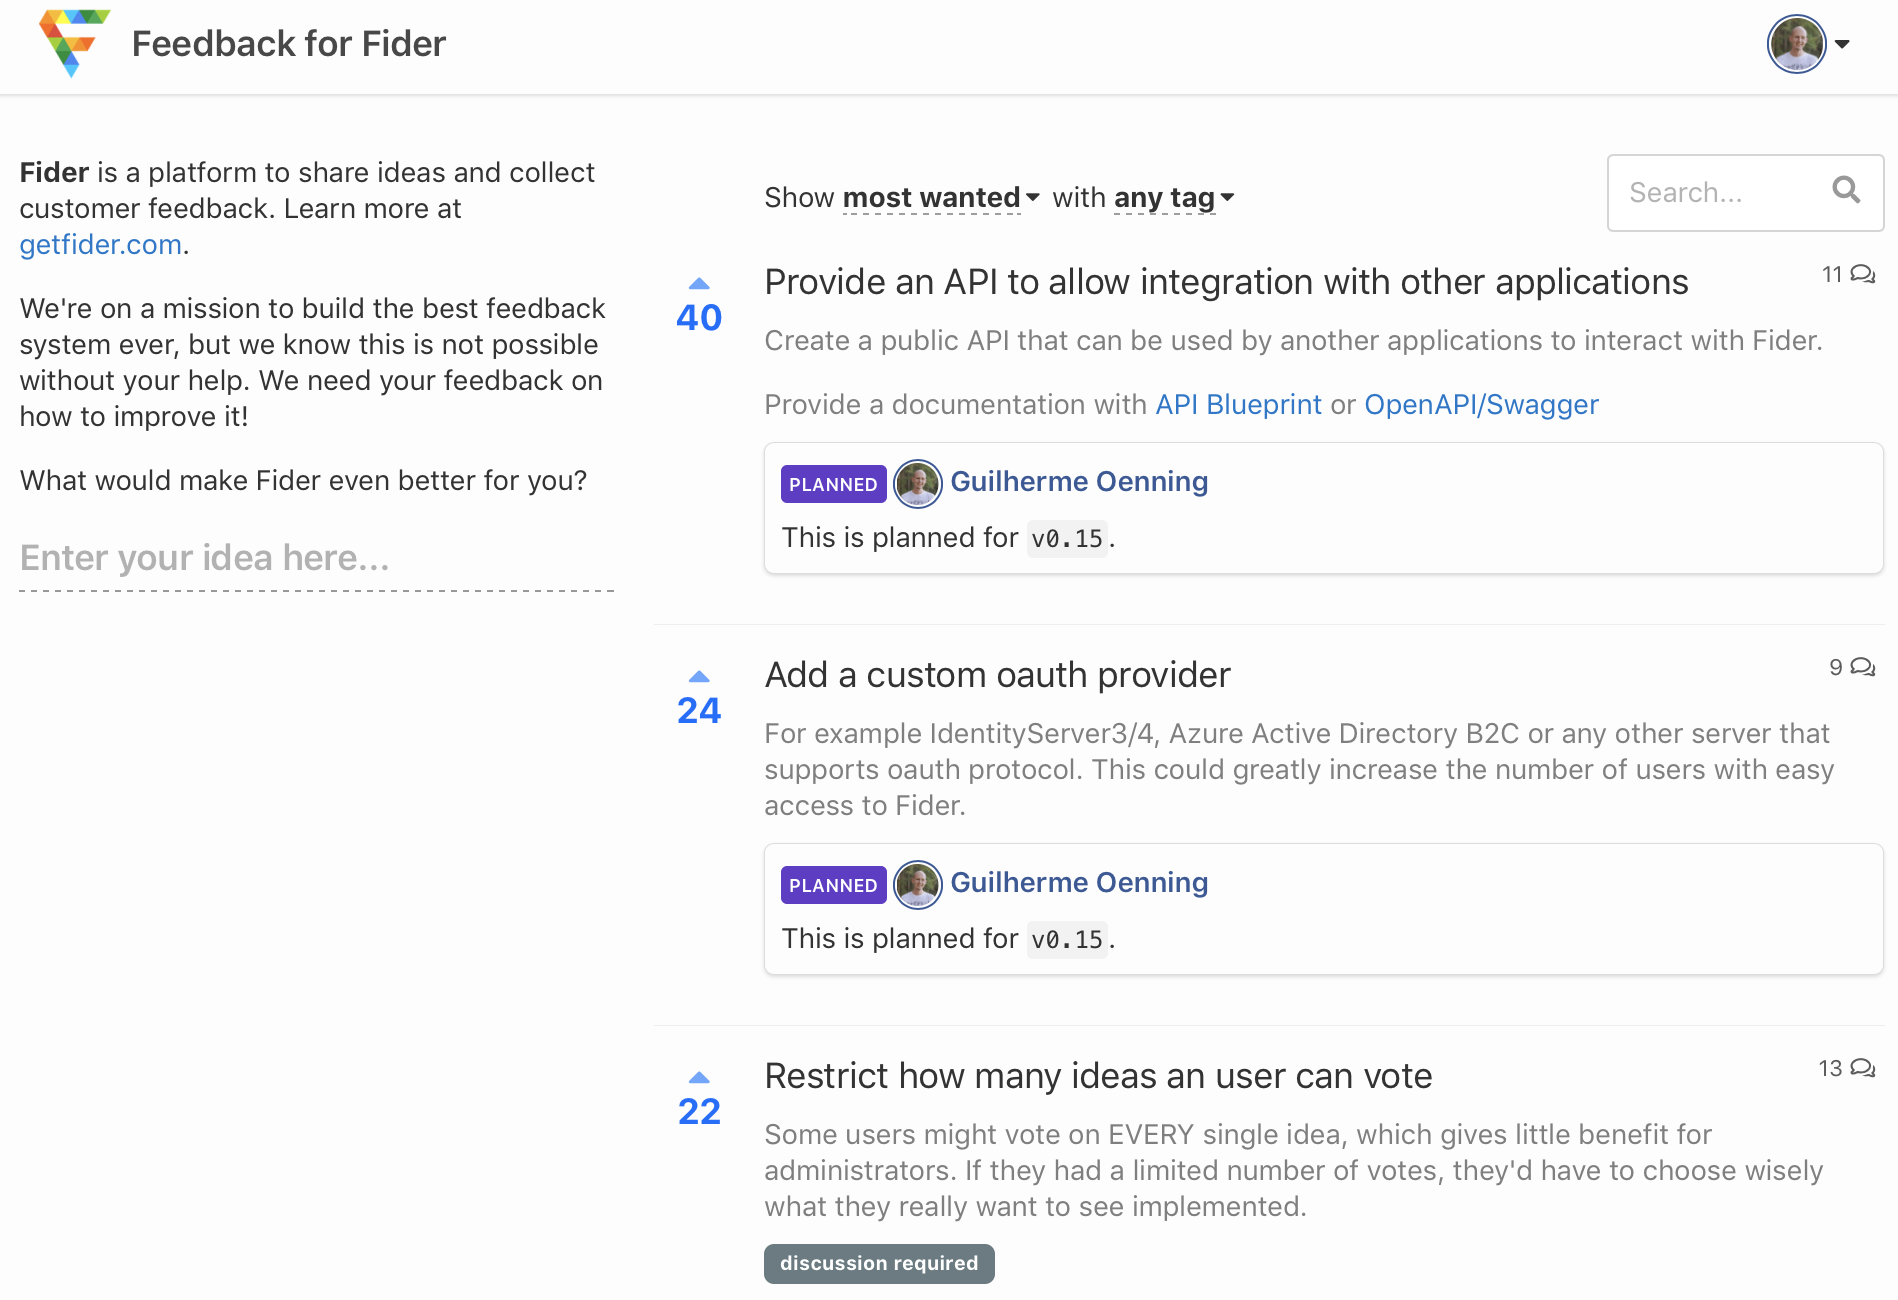 Feedback for Fider
Fider is a platform to share ideas and collect
customer feedback. Learn more at
getfider.com.
We're on a mission to build the best feedback
system ever, but we know this is not possible
without your help. We need your feedback on
how to improve it!
What would make Fider even better for you?
Enter your idea here...
Show most wanted with any tag
Search...
40
Provide an API to allow integration with other applications
11
Create a public API that can be used by another applications to interact with Fider.
Provide a documentation with API Blueprint or OpenAPI/Swagger
PLANNED Guilherme Oenning
This is planned for v0.15.
24
Add a custom oauth provider
9
For example IdentityServer3/4, Azure Active Directory B2C or any other server that
supports oauth protocol. This could greatly increase the number of users with easy
access to Fider.
PLANNED Guilherme Oenning
This is planned for v0.15.
22
Restrict how many ideas an user can vote
13
Some users might vote on EVERY single idea, which gives little benefit for
administrators. If they had a limited number of votes, they'd have to choose wisely
what they really want to see implemented.
discussion required